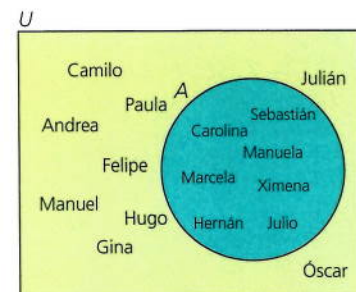 U
Camilo
Julián
Paula A
Sebastián
Andrea
Carolina
Manuela
Felipe
Marcela
Ximena
Manuel
Hugo
Hernán Julio
Gina
Óscar